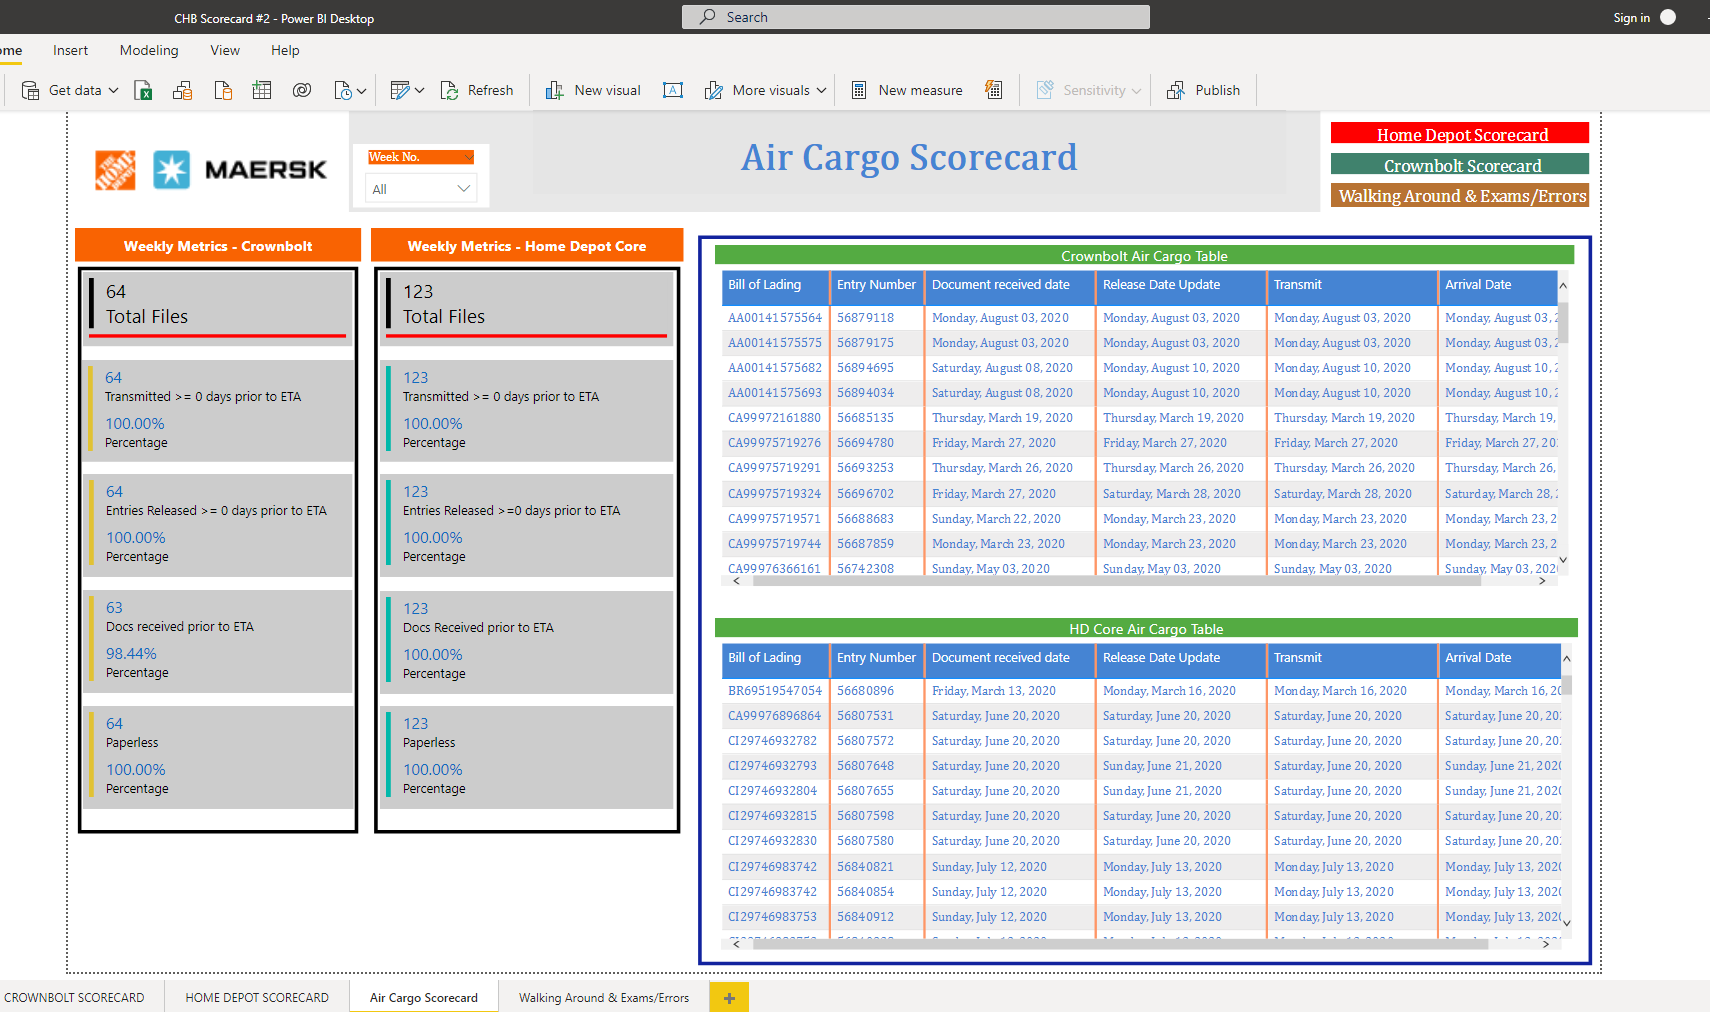 CHB Scorecard #2 - Power BI Desktop
Search
Sign in
ome Insert Modeling View Help
Get data
Refresh
New visual
A
More visuals
New measure
Sensitivity
Publish
THE HOME DEPOT
MAERSK
Week No.
All
Air Cargo Scorecard
Home Depot Scorecard
Crownbolt Scorecard
Walking Around & Exams/Errors
Weekly Metrics - Crownbolt
64
Total Files
64
Transmitted >= 0 days prior to ETA
100.00%
Percentage
64
Entries Released >= 0 days prior to ETA
100.00%
Percentage
63
Docs received prior to ETA
98.44%
Percentage
64
Paperless
100.00%
Percentage
Weekly Metrics - Home Depot Core
123
Total Files
123
Transmitted >= 0 days prior to ETA
100.00%
Percentage
123
Entries Released >=0 days prior to ETA
100.00%
Percentage
123
Docs Received prior to ETA
100.00%
Percentage
123
Paperless
100.00%
Percentage
Crownbolt Air Cargo Table
Bill of Lading Entry Number Document received date Release Date Update Transmit Arrival Date
AA00141575564 56879118 Monday, August 03, 2020 Monday, August 03, 2020 Monday, August 03, 2020 Monday, August 03, 2
AA00141575575 56879175 Monday, August 03, 2020 Monday, August 03, 2020 Monday, August 03, 2020 Monday, August 03, 2
AA00141575682 56894695 Saturday, August 08, 2020 Monday, August 10, 2020 Monday, August 10, 2020 Monday, August 10, 2
AA00141575693 56894034 Saturday, August 08, 2020 Monday, August 10, 2020 Monday, August 10, 2020 Monday, August 10, 2
CA99972161880 56685135 Thursday, March 19, 2020 Thursday, March 19, 2020 Thursday, March 19, 2020 Thursday, March 19,
CA99975719276 56694780 Friday, March 27, 2020 Friday, March 27, 2020 Friday, March 27, 2020 Friday, March 27, 20
CA99975719291 56693253 Thursday, March 26, 2020 Thursday, March 26, 2020 Thursday, March 26, 2020 Thursday, March 26,
CA99975719324 56696702 Friday, March 27, 2020 Saturday, March 28, 2020 Saturday, March 28, 2020 Saturday, March 28, 2
CA99975719571 56688683 Sunday, March 22, 2020 Monday, March 23, 2020 Monday, March 23, 2020 Monday, March 23, 2
CA99975719744 56687859 Monday, March 23, 2020 Monday, March 23, 2020 Monday, March 23, 2020 Monday, March 23, 2
CA99976366161 56742308 Sunday, May 03, 2020 Sunday, May 03, 2020 Sunday, May 03, 2020 Sunday, May 03, 202
HD Core Air Cargo Table
Bill of Lading Entry Number Document received date Release Date Update Transmit Arrival Date
BR69519547054 56680896 Friday, March 13, 2020 Monday, March 16, 2020 Monday, March 16, 2020 Monday, March 16, 20
CA99976896864 56807531 Saturday, June 20, 2020 Saturday, June 20, 2020 Saturday, June 20, 2020 Saturday, June 20, 20
CI29746932782 56807572 Saturday, June 20, 2020 Saturday, June 20, 2020 Saturday, June 20, 2020 Saturday, June 20, 20
CI29746932793 56807648 Saturday, June 20, 2020 Sunday, June 21, 2020 Saturday, June 20, 2020 Sunday, June 21, 2020
CI29746932804 56807655 Saturday, June 20, 2020 Sunday, June 21, 2020 Saturday, June 20, 2020 Sunday, June 21, 2020
CI29746932815 56807598 Saturday, June 20, 2020 Saturday, June 20, 2020 Saturday, June 20, 2020 Saturday, June 20, 20
CI29746932830 56807580 Saturday, June 20, 2020 Saturday, June 20, 2020 Saturday, June 20, 2020 Saturday, June 20, 20
CI29746983742 56840821 Sunday, July 12, 2020 Monday, July 13, 2020 Monday, July 13, 2020 Monday, July 13, 202
CI29746983742 56840854 Sunday, July 12, 2020 Monday, July 13, 2020 Monday, July 13, 2020 Monday, July 13, 202
CI29746983753 56840912 Sunday, July 12, 2020 Monday, July 13, 2020 Monday, July 13, 2020 Monday, July 13, 202
CROWNBOLT SCORECARD HOME DEPOT SCORECARD Air Cargo Scorecard Walking Around & Exams/Errors +